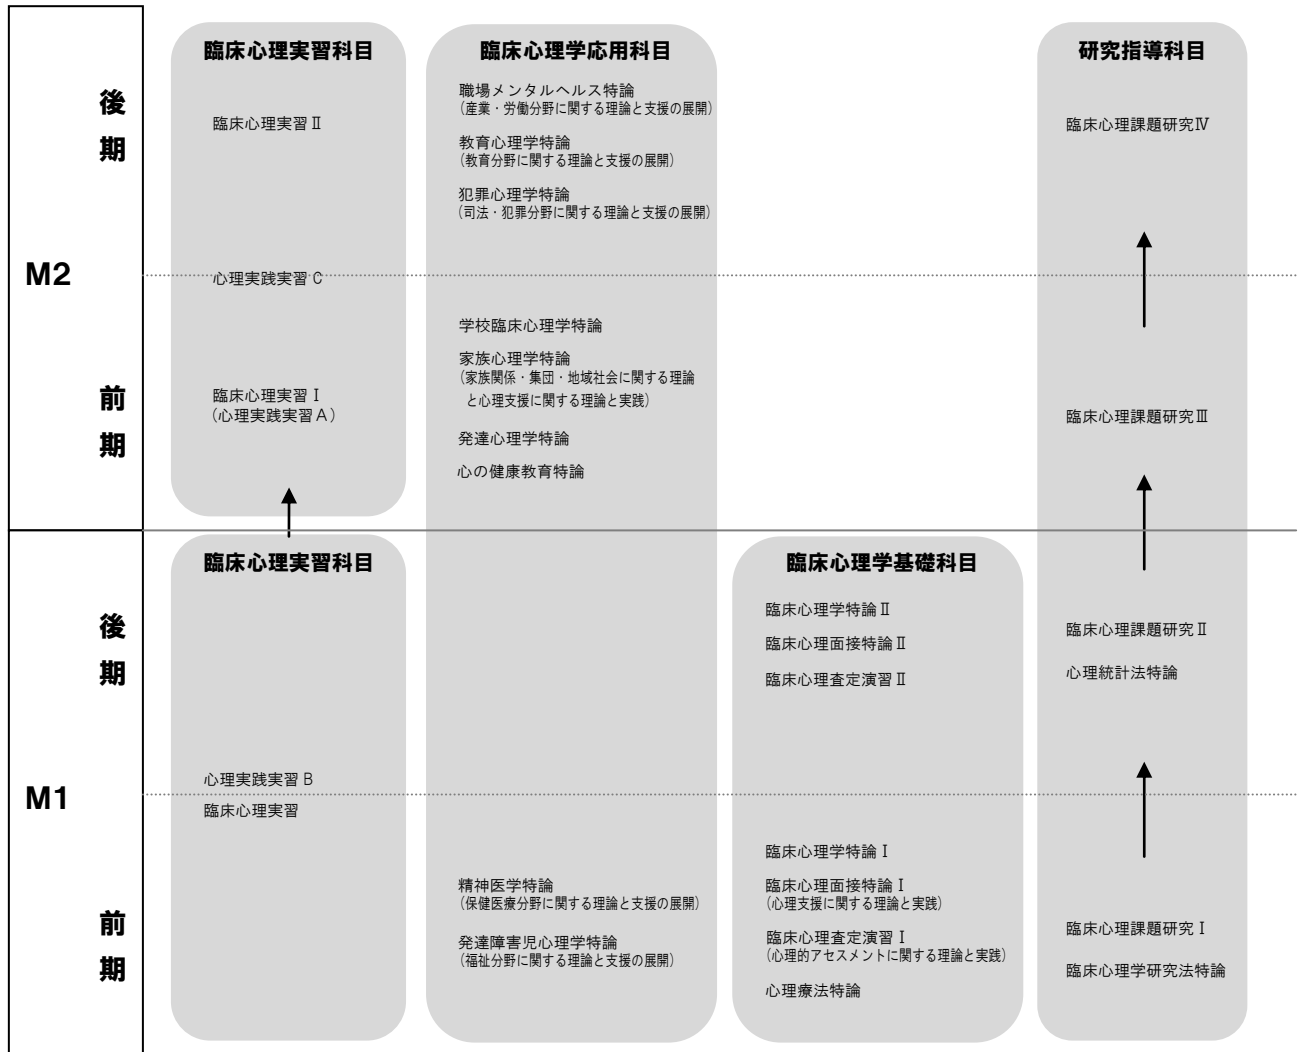 M2
後期
臨床心理実習科目
臨床心理実習Ⅱ
心理実践実習C
臨床心理学応用科目
職場メンタルヘルス特論
(産業・労働分野に関する理論と支援の展開)
教育心理学特論
(教育分野に関する理論と支援の展開)
犯罪心理学特論
(司法・犯罪分野に関する理論と支援の展開)
研究指導科目
臨床心理課題研究Ⅳ
前期
臨床心理実習Ⅰ
(心理実践実習A)
学校臨床心理学特論
家族心理学特論
(家族関係・集団・地域社会に関する理論
と心理支援に関する理論と実践)
発達心理学特論
心の健康教育特論
臨床心理課題研究Ⅲ
M1
後期
臨床心理実習科目
心理実践実習B
臨床心理実習
臨床心理学基礎科目
臨床心理学特論Ⅱ
臨床心理面接特論Ⅱ
臨床心理査定演習Ⅱ
臨床心理課題研究Ⅱ
心理統計法特論
前期
精神医学特論
(保健医療分野に関する理論と支援の展開)
発達障害児心理学特論
(福祉分野に関する理論と支援の展開)
臨床心理学特論Ⅰ
臨床心理面接特論Ⅰ
(心理支援に関する理論と実践)
臨床心理査定演習Ⅰ
(心理的アセスメントに関する理論と実践)
心理療法特論
臨床心理課題研究Ⅰ
臨床心理学研究法特論